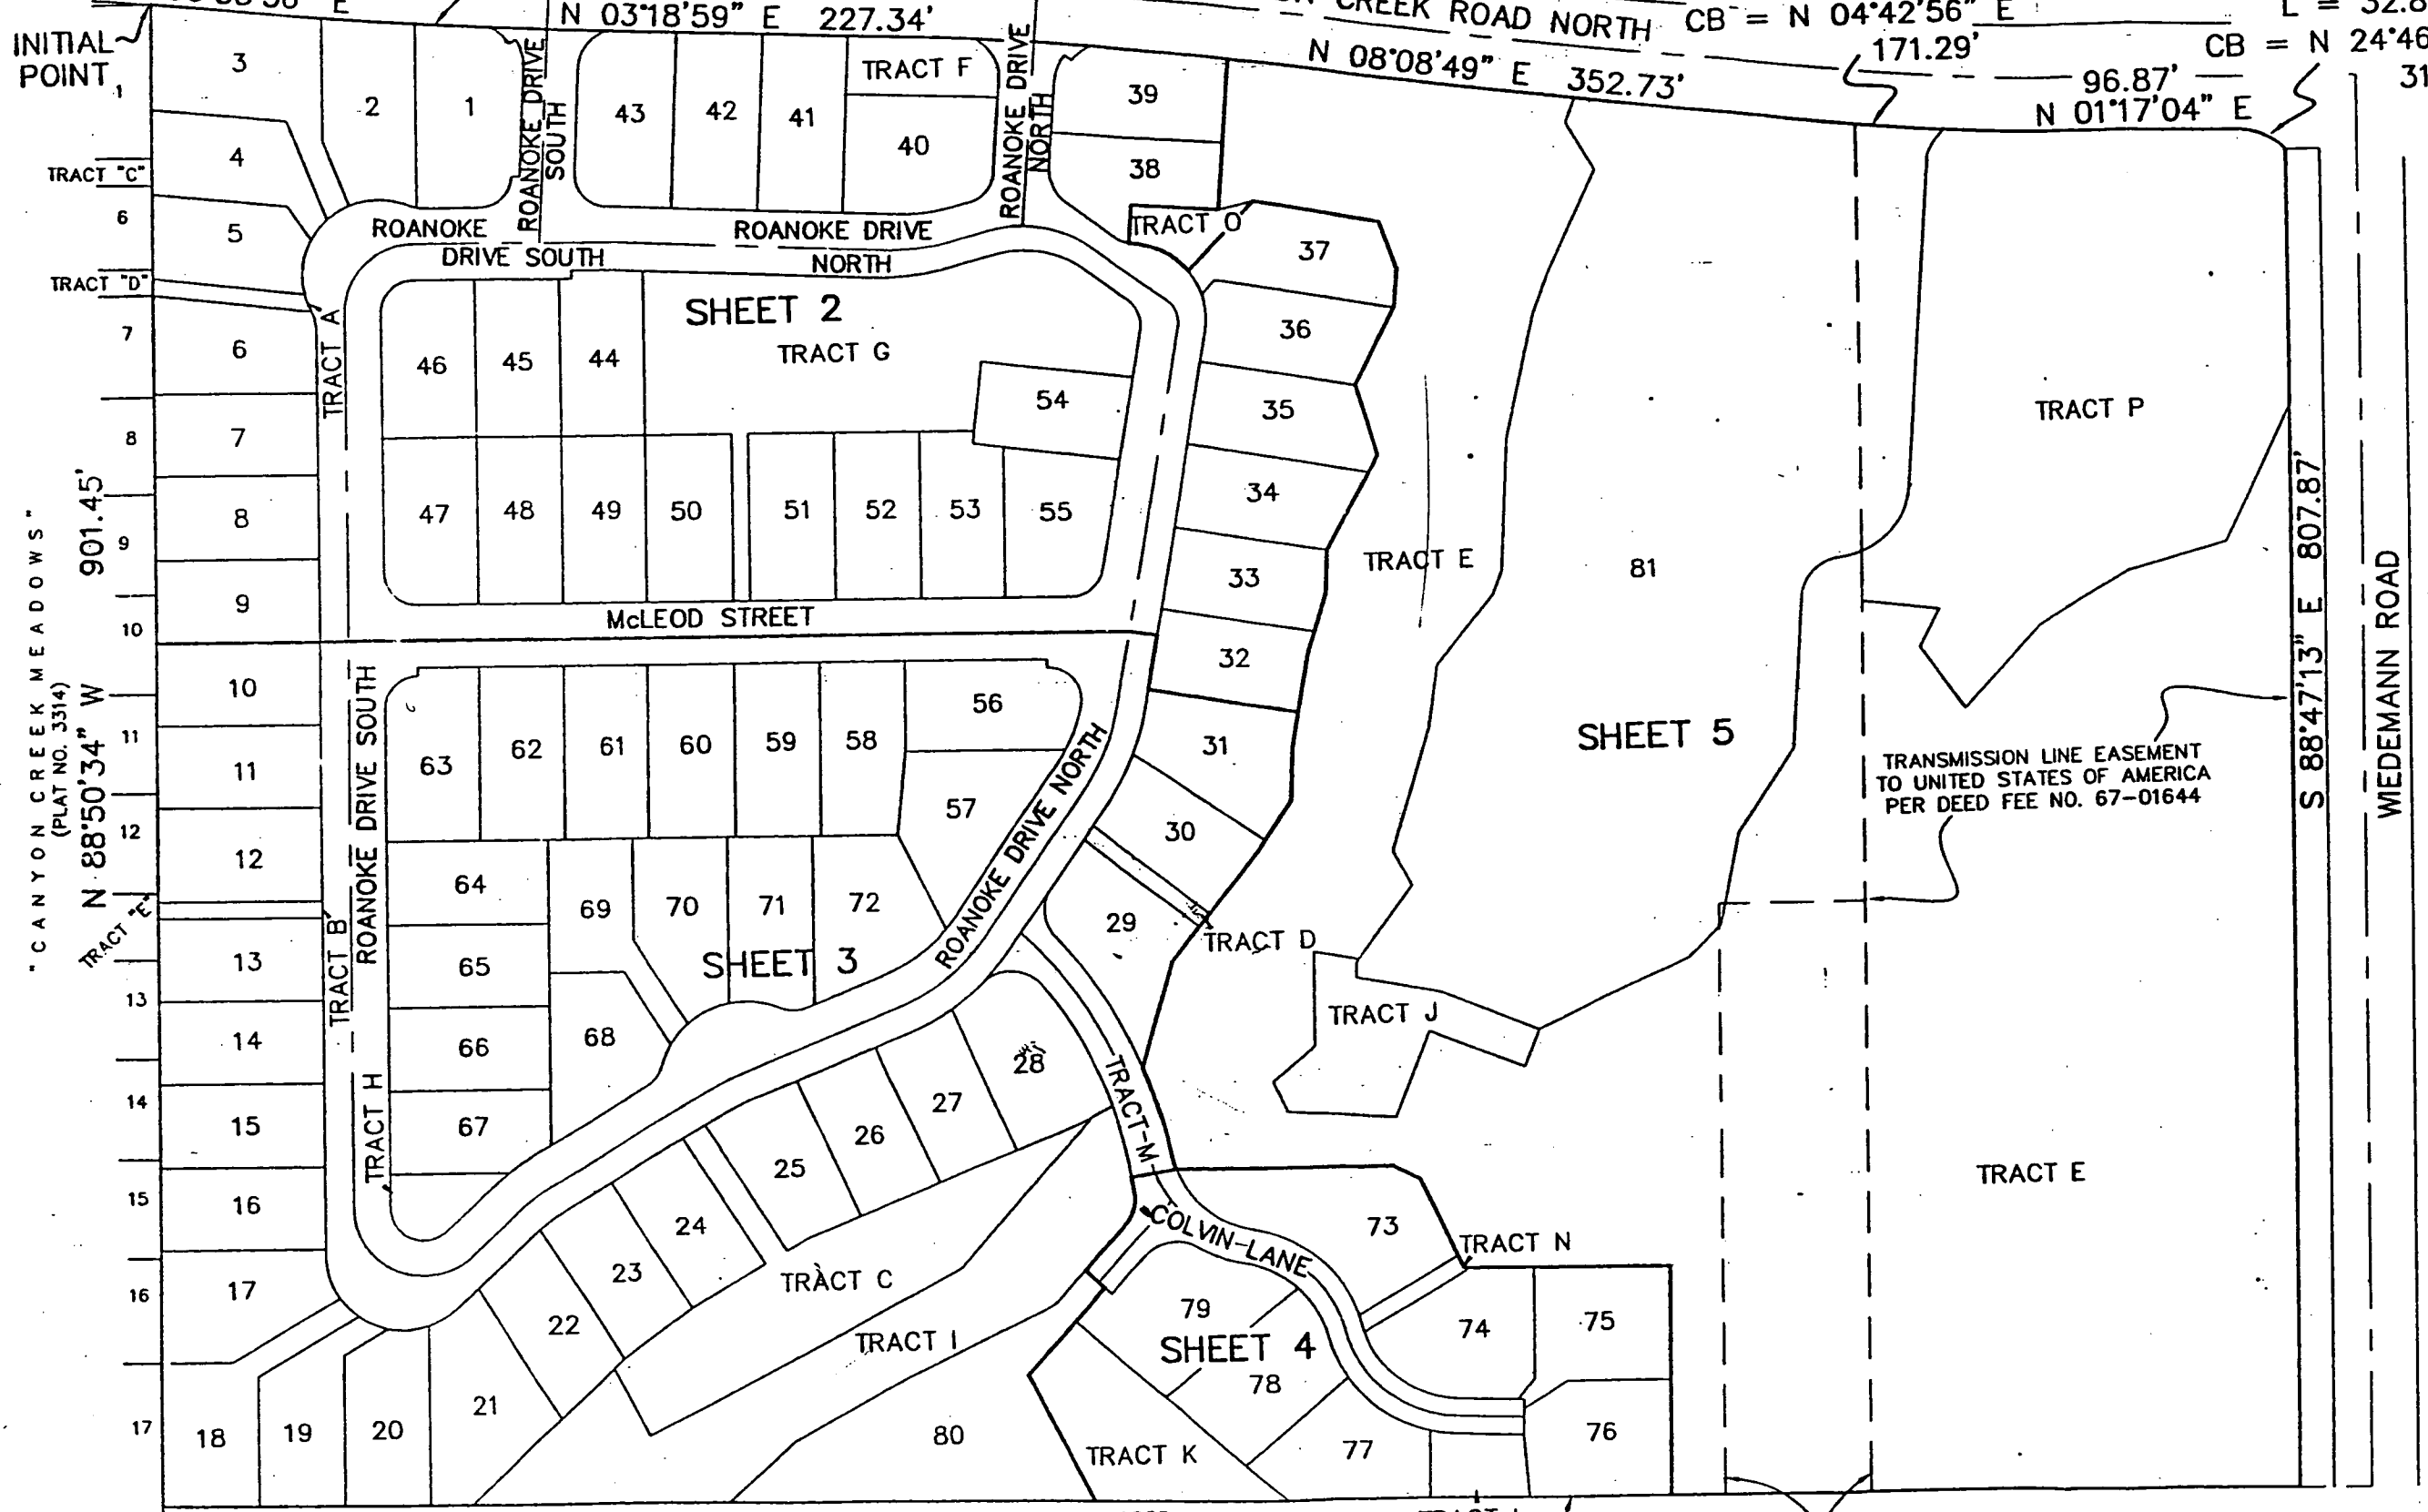 E
N 03°18'59" E 227.34'
CREEK ROAD NORTH
CB = N 04°42'56" E
171.29'
CB = N 24°46
N 08°08'49" E 352.73'
96.87'
N 01°17'04" E
31
INITIAL
POINT
1
TRACT "C"
6
TRACT "D"
7
8
9
10
11
12
TRACT "E"
13
14
15
16
17
"CANYON CREEK MEADOWS"
(PLAT NO. 3314)
N 88°50'34" W 901.45'
3
2
1
4
5
6
7
8
9
10
11
12
13
14
15
16
17
18
19
20
21
22
23
24
25
26
27
28
29
30
31
32
33
34
35
36
37
38
39
40
41
42
43
TRACT F
ROANOKE DRIVE
SOUTH
ROANOKE DRIVE
ROANOKE DRIVE
NORTH
ROANOKE DRIVE
ROANOKE
DRIVE SOUTH
ROANOKE DRIVE
NORTH
TRACT O
TRACT A
SHEET 2
TRACT G
46
45
44
54
47
48
49
50
51
52
53
55
McLEOD STREET
ROANOKE DRIVE SOUTH
TRACT B
TRACT H
63
62
61
60
59
58
56
57
64
65
66
67
68
69
70
71
72
SHEET 3
ROANOKE DRIVE NORTH
ROANOKE DRIVE NORTH
TRACT D
TRACT J
TRACT-M
TRACT C
TRACT I
80
COLVIN-LANE
73
TRACT N
74
75
76
77
78
79
SHEET 4
TRACT K
TRACT E
81
SHEET 5
TRACT P
TRANSMISSION LINE EASEMENT
TO UNITED STATES OF AMERICA
PER DEED FEE NO. 67-01644
TRACT E
S 88°47'13" E 807.87'
WIEDEMANN ROAD